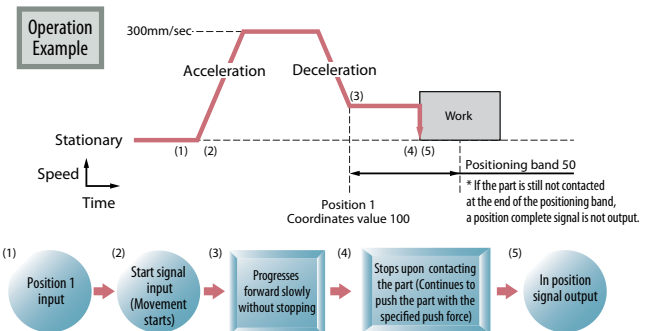 Operation
Example
300mm/sec
Acceleration
Deceleration
(3)
Work
Stationary
(1)
(2)
(4)
(5)
Speed
Time
Positioning band 50
* If the part is still not contacted
at the end of the positioning band,
a position complete signal is not output.
Position 1
Coordinates value 100
(1)
Position 1
input
(2)
Start signal
input
(Movement
starts)
(3)
Progresses
forward slowly
without stopping
(4)
Stops upon contacting
the part (Continues to
push the part with the
specified push force)
(5)
In position
signal output